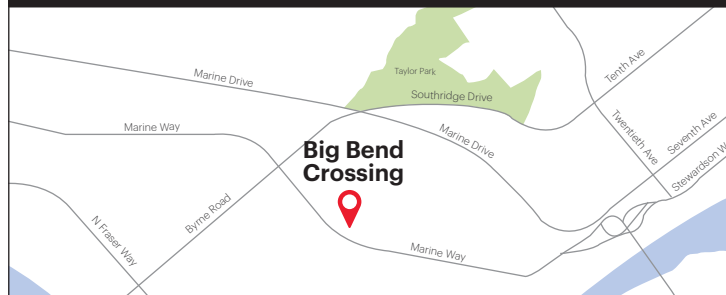 Marine Drive
Taylor Park
Southridge Drive
Tenth Ave
Marine Way
Marine Drive
Twentieth Ave
Seventh Ave
Big Bend
Crossing
Stewardson W
Byrne Road
N Fraser Way
Marine Way